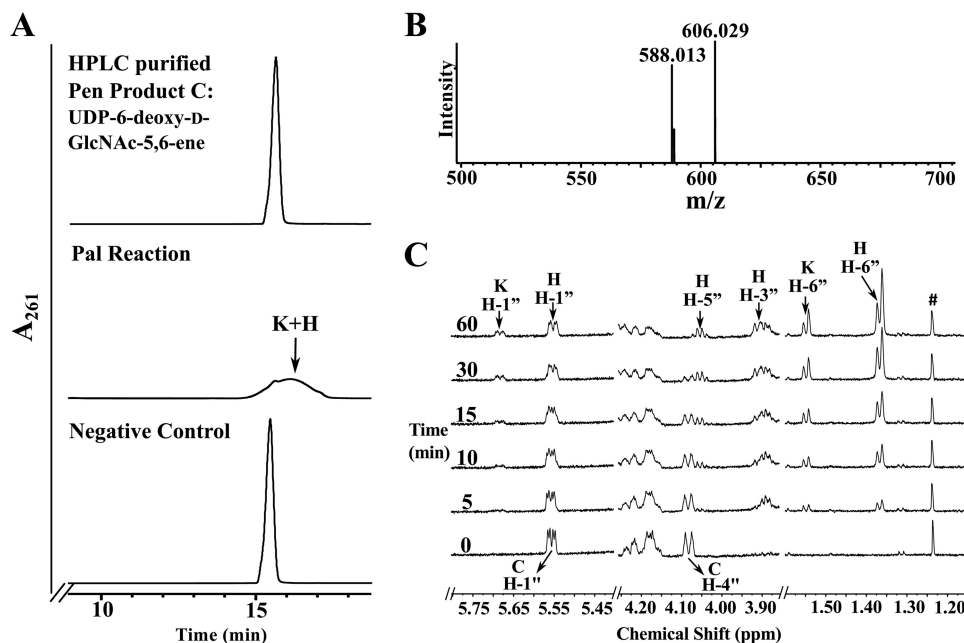 A
HPLC purified
Pen Product C:
UDP-6-deoxy-D-
GlcNAc-5,6-ene
Pal Reaction
K+H
Negative Control
A261
10
15
Time (min)
B
606.029
588.013
Intensity
500
550
600
650
700
m/z
C
K
H-1"
H
H-1"
H
H-5"
H
H-3"
K
H-6"
H
H-6"
#
60
30
15
10
5
0
Time
(min)
C
H-1"
C
H-4"
5.75 5.65 5.55 5.45 4.20 4.10 4.00 3.90 1.50 1.40 1.30 1.20
Chemical Shift (ppm)